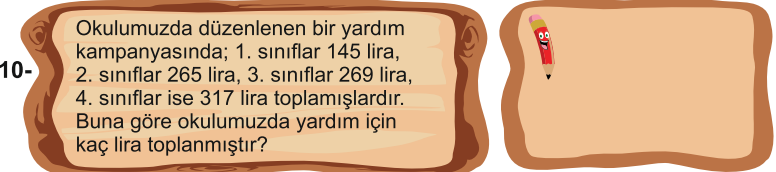 10-
Okulumuzda düzenlenen bir yardım
kampanyasında; 1. sınıflar 145 lira,
2. sınıflar 265 lira, 3. sınıflar 269 lira,
4. sınıflar ise 317 lira toplamışlardır.
Buna göre okulumuzda yardım için
kaç lira toplanmıştır?